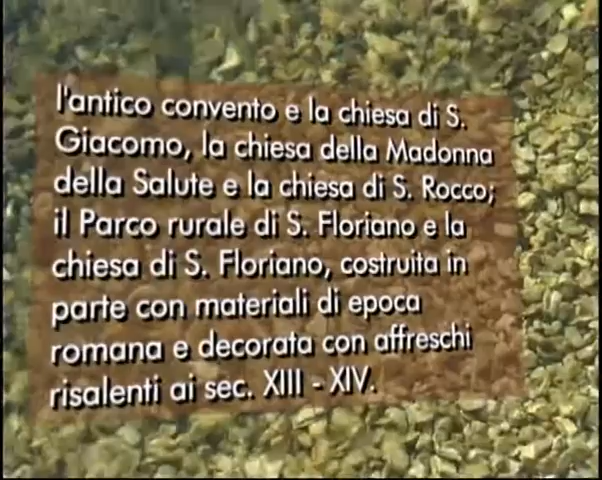 l'antico convento e la chiesa di S.
Giacomo, la chiesa della Madonna
della Salute e la chiesa di S. Rocco;
il Parco rurale di S. Floriano e la
chiesa di S. Floriano, costruita in
parte con materiali di epoca
romana e decorata con affreschi
risalenti ai sec. XIII - XIV.